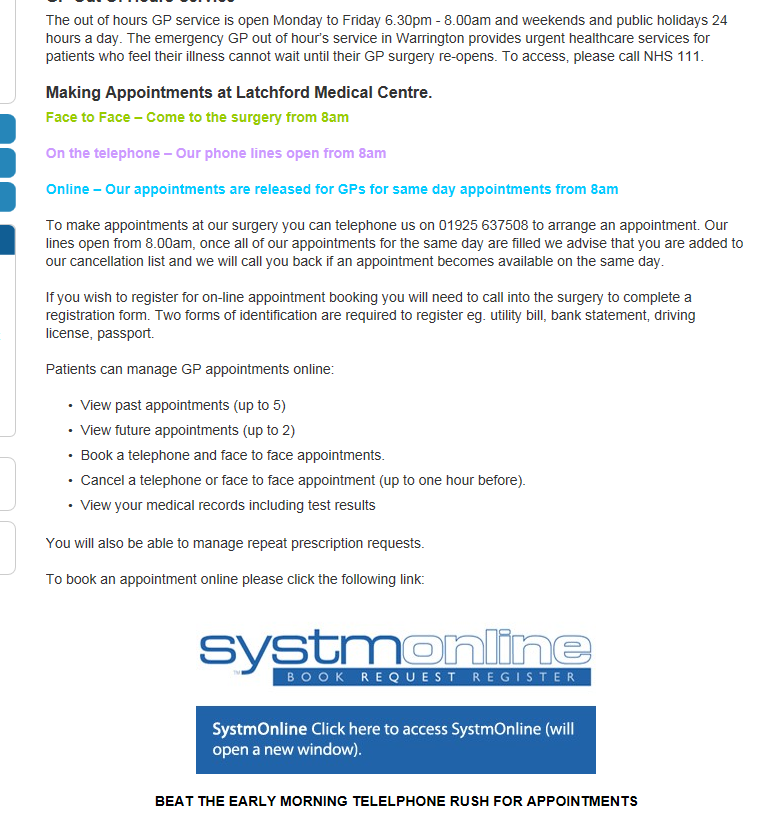 The out of hours GP service is open Monday to Friday 6.30pm - 8.00am and weekends and public holidays 24
hours a day. The emergency GP out of hour's service in Warrington provides urgent healthcare services for
patients who feel their illness cannot wait until their GP surgery re-opens. To access, please call NHS 111.
Making Appointments at Latchford Medical Centre.
Face to Face – Come to the surgery from 8am
On the telephone – Our phone lines open from 8am
Online – Our appointments are released for GPs for same day appointments from 8am
To make appointments at our surgery you can telephone us on 01925 637508 to arrange an appointment. Our
lines open from 8.00am, once all of our appointments for the same day are filled we advise that you are added to
our cancellation list and we will call you back if an appointment becomes available on the same day.
If you wish to register for on-line appointment booking you will need to call into the surgery to complete a
registration form. Two forms of identification are required to register eg. utility bill, bank statement, driving
license, passport.
Patients can manage GP appointments online:
• View past appointments (up to 5)
• View future appointments (up to 2)
• Book a telephone and face to face appointments.
• Cancel a telephone or face to face appointment (up to one hour before).
• View your medical records including test results
You will also be able to manage repeat prescription requests.
To book an appointment online please click the following link:
systmonline
™ BOOK REQUEST REGISTER
SystmOnline Click here to access SystmOnline (will
open a new window).
BEAT THE EARLY MORNING TELELPHONE RUSH FOR APPOINTMENTS